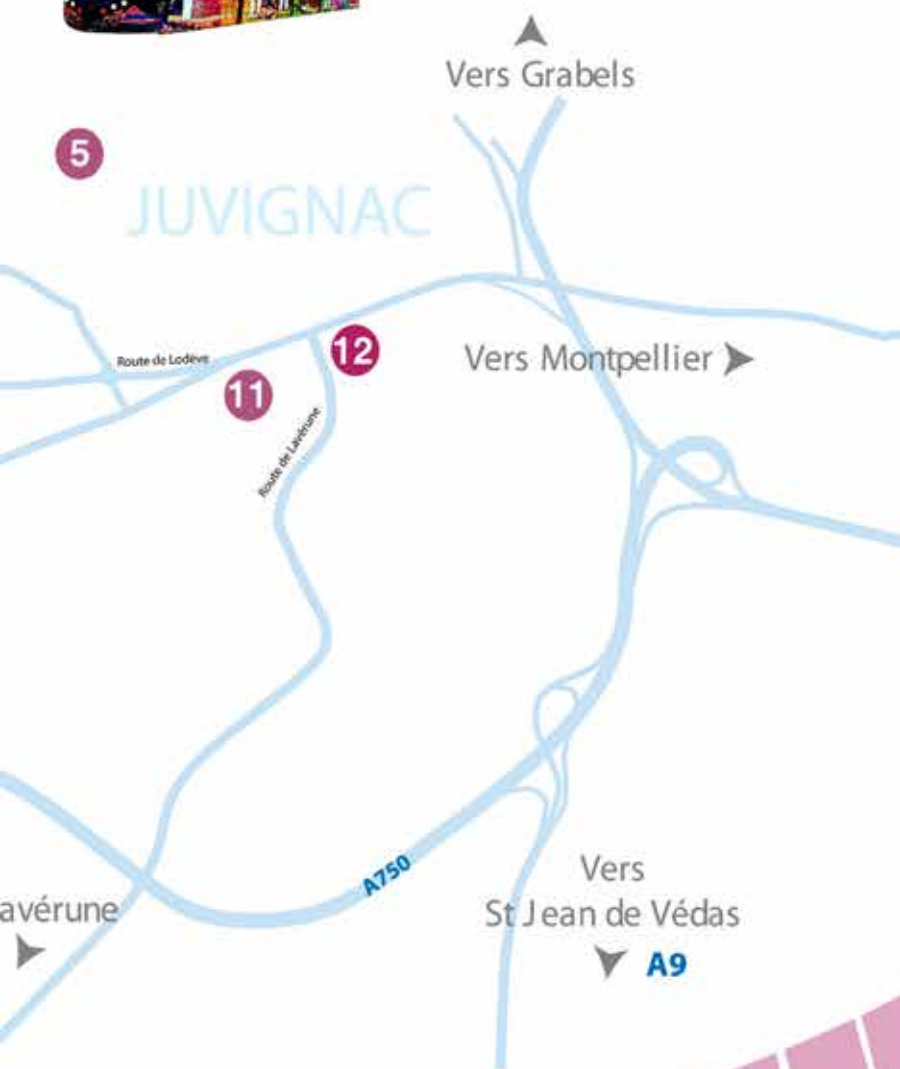 Vers Grabels
5
JUVIGNAC
Route de Lodève
12
Vers Montpellier
11
Route de Lavérune
A750
Vers
St Jean de Védas
avérune
A9